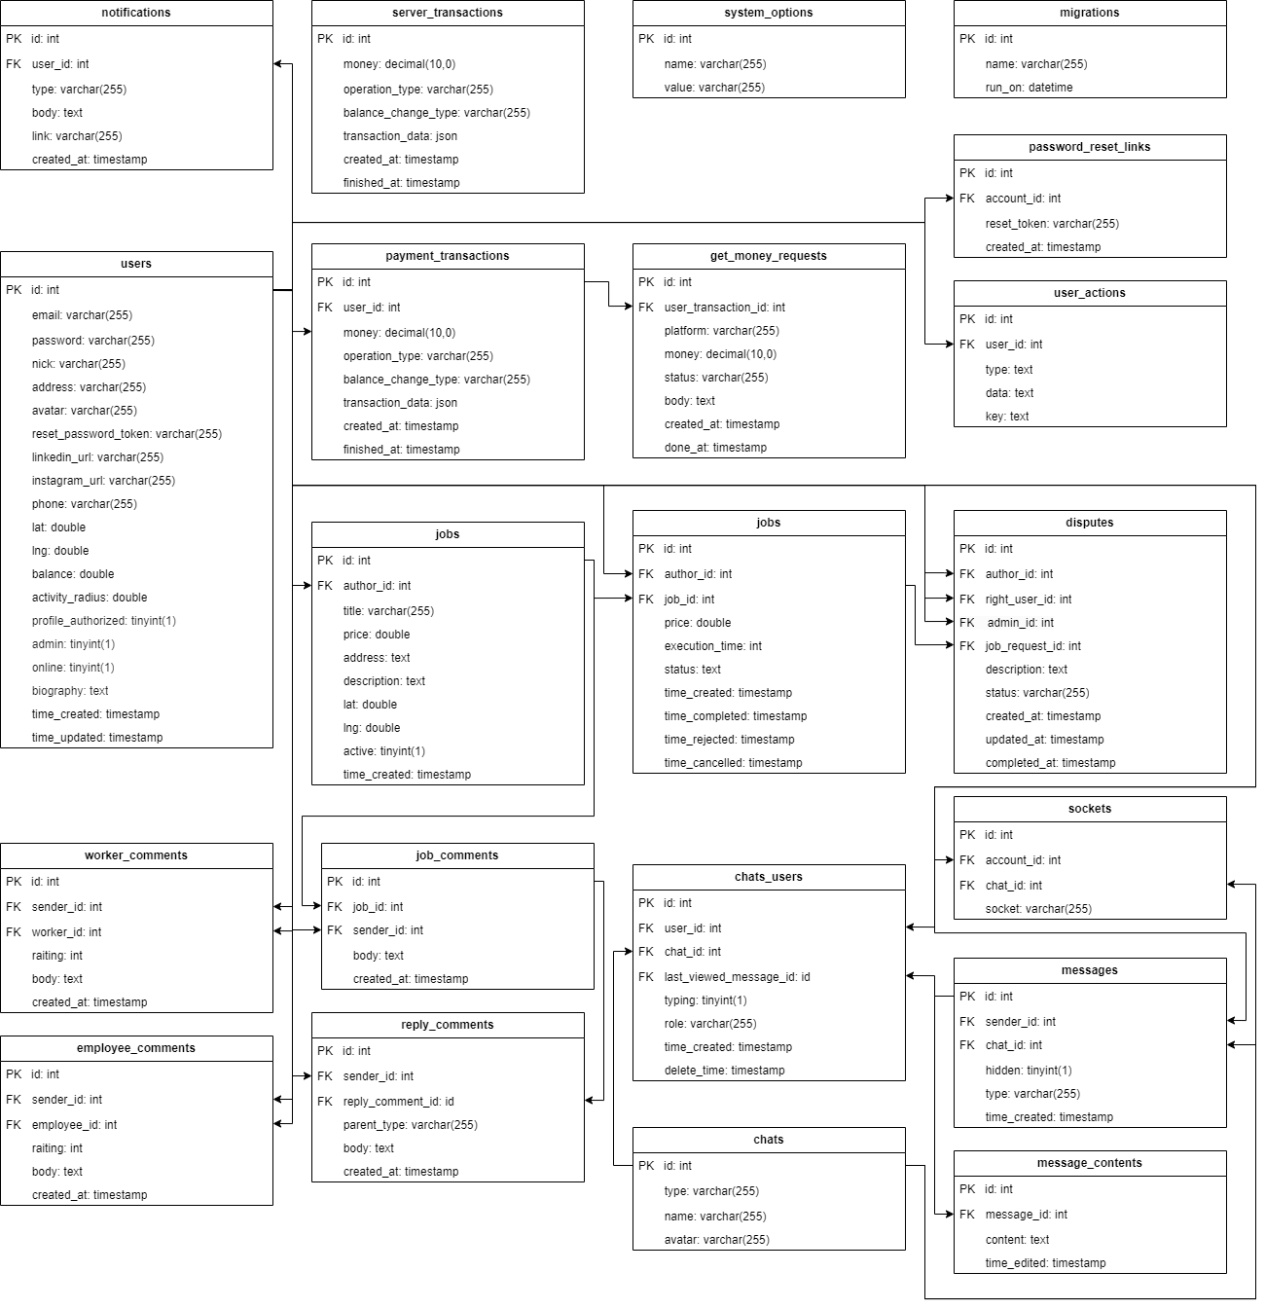 notifications
PK id: int
FK user_id: int
type: varchar(255)
body: text
link: varchar(255)
created_at: timestamp
server_transactions
PK id: int
money: decimal(10,0)
operation_type: varchar(255)
balance_change_type: varchar(255)
transaction_data: json
created_at: timestamp
finished_at: timestamp
system_options
PK id: int
name: varchar(255)
value: varchar(255)
migrations
PK id: int
name: varchar(255)
run_on: datetime
password_reset_links
PK id: int
FK account_id: int
reset_token: varchar(255)
created_at: timestamp
users
PK id: int
email: varchar(255)
password: varchar(255)
nick: varchar(255)
address: varchar(255)
avatar: varchar(255)
reset_password_token: varchar(255)
linkedin_url: varchar(255)
instagram_url: varchar(255)
phone: varchar(255)
lat: double
lng: double
balance: double
activity_radius: double
profile_authorized: tinyint(1)
admin: tinyint(1)
online: tinyint(1)
biography: text
time_created: timestamp
time_updated: timestamp
payment_transactions
PK id: int
FK user_id: int
money: decimal(10,0)
operation_type: varchar(255)
balance_change_type: varchar(255)
transaction_data: json
created_at: timestamp
finished_at: timestamp
get_money_requests
PK id: int
FK user_transaction_id: int
platform: varchar(255)
money: decimal(10,0)
status: varchar(255)
body: text
created_at: timestamp
done_at: timestamp
user_actions
PK id: int
FK user_id: int
type: text
data: text
key: text
jobs
PK id: int
FK author_id: int
title: varchar(255)
price: double
address: text
description: text
lat: double
lng: double
active: tinyint(1)
time_created: timestamp
jobs
PK id: int
FK author_id: int
FK job_id: int
price: double
execution_time: int
status: text
time_created: timestamp
time_completed: timestamp
time_rejected: timestamp
time_cancelled: timestamp
disputes
PK id: int
FK author_id: int
FK right_user_id: int
FK admin_id: int
FK job_request_id: int
description: text
status: varchar(255)
created_at: timestamp
updated_at: timestamp
completed_at: timestamp
worker_comments
PK id: int
FK sender_id: int
FK worker_id: int
raiting: int
body: text
created_at: timestamp
job_comments
PK id: int
FK job_id: int
FK sender_id: int
body: text
created_at: timestamp
chats_users
PK id: int
FK user_id: int
FK chat_id: int
FK last_viewed_message_id: id
typing: tinyint(1)
role: varchar(255)
time_created: timestamp
delete_time: timestamp
sockets
PK id: int
FK account_id: int
FK chat_id: int
socket: varchar(255)
messages
PK id: int
FK sender_id: int
FK chat_id: int
hidden: tinyint(1)
type: varchar(255)
time_created: timestamp
employee_comments
PK id: int
FK sender_id: int
FK employee_id: int
raiting: int
body: text
created_at: timestamp
reply_comments
PK id: int
FK sender_id: int
FK reply_comment_id: id
parent_type: varchar(255)
body: text
created_at: timestamp
chats
PK id: int
type: varchar(255)
name: varchar(255)
avatar: varchar(255)
message_contents
PK id: int
FK message_id: int
content: text
time_edited: timestamp